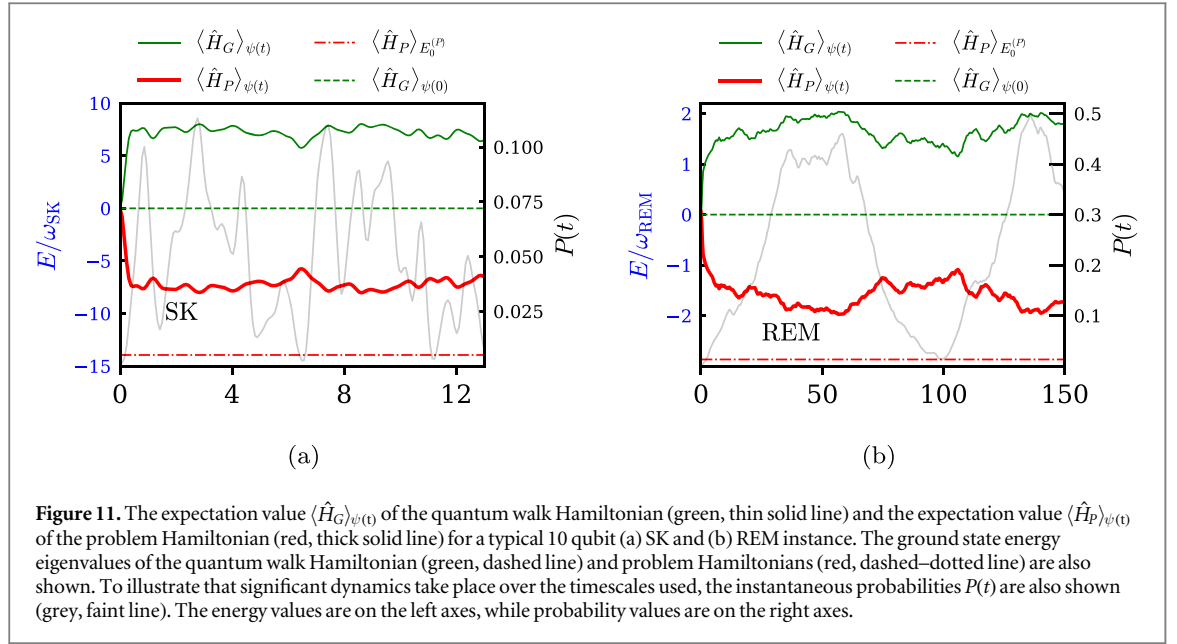 ⟨Ĥ_G⟩_ψ(t) ⟨Ĥ_P⟩_{E_0^{(P)}}
⟨Ĥ_P⟩_ψ(t) ⟨Ĥ_G⟩_ψ(0)
10
5
0
−5
−10
−15
E/ω_SK
SK
0.100
0.075
0.050
0.025
P(t)
0 4 8 12
(a)
⟨Ĥ_G⟩_ψ(t) ⟨Ĥ_P⟩_{E_0^{(P)}}
⟨Ĥ_P⟩_ψ(t) ⟨Ĥ_G⟩_ψ(0)
2
1
0
−1
−2
E/ω_REM
REM
0.5
0.4
0.3
0.2
0.1
P(t)
0 50 100 150
(b)
Figure 11. The expectation value ⟨Ĥ_G⟩_ψ(t) of the quantum walk Hamiltonian (green, thin solid line) and the expectation value ⟨Ĥ_P⟩_ψ(t)
of the problem Hamiltonian (red, thick solid line) for a typical 10 qubit (a) SK and (b) REM instance. The ground state energy
eigenvalues of the quantum walk Hamiltonian (green, dashed line) and problem Hamiltonians (red, dashed–dotted line) are also
shown. To illustrate that significant dynamics take place over the timescales used, the instantaneous probabilities P(t) are also shown
(grey, faint line). The energy values are on the left axes, while probability values are on the right axes.